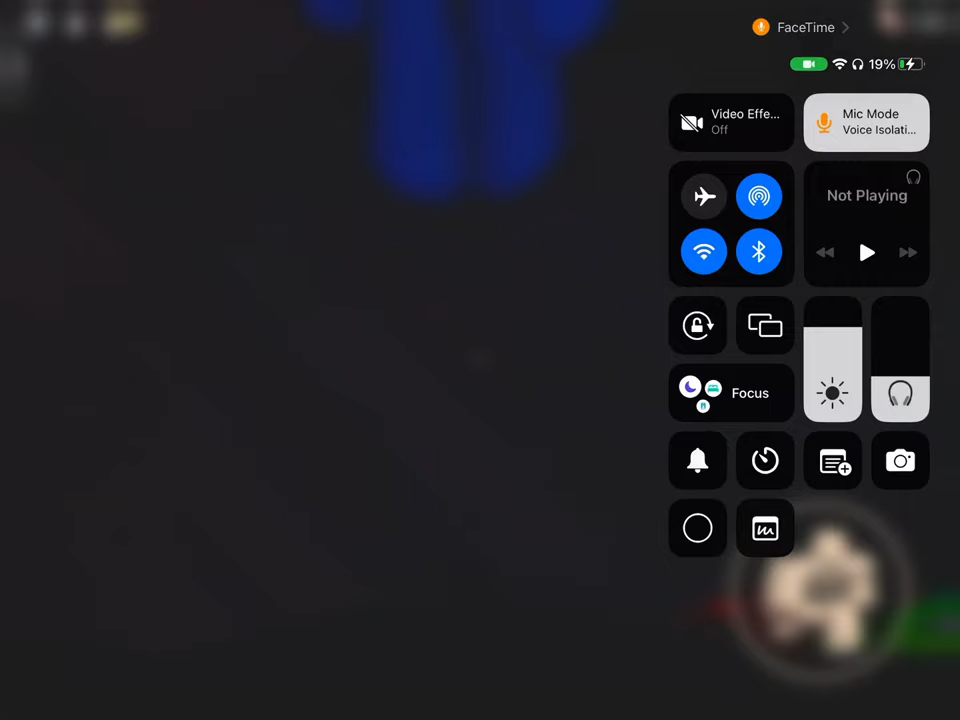 FaceTime
19%
Video Effe...
Off
Mic Mode
Voice Isolati...
Not Playing
Focus